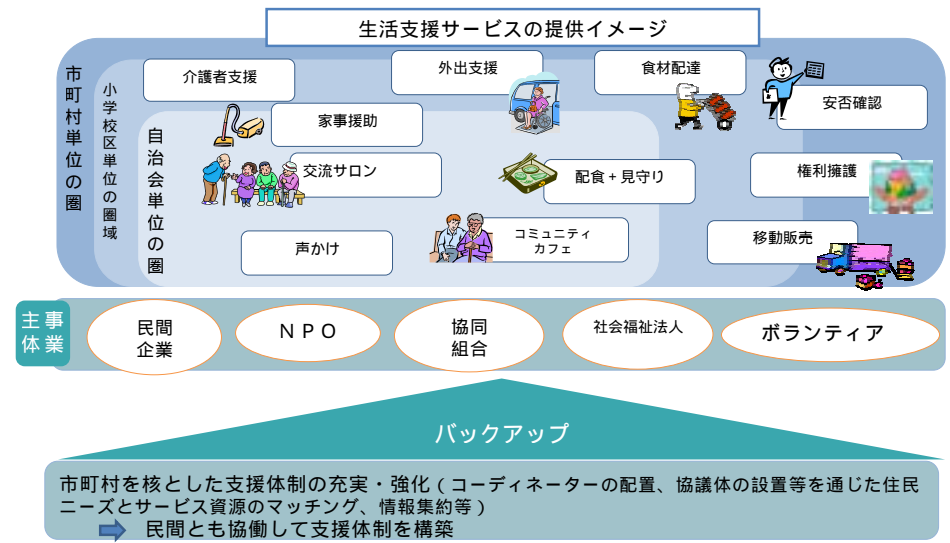 生活支援サービスの提供イメージ
市町村単位の圏
小学校区単位の圏域
自治会単位の圏
介護者支援
外出支援
食材配達
安否確認
家事援助
交流サロン
配食＋見守り
権利擁護
声かけ
コミュニティ
カフェ
移動販売
事業
主体
民間
企業
ＮＰＯ
協同
組合
社会福祉法人
ボランティア
バックアップ
市町村を核とした支援体制の充実・強化（コーディネーターの配置、協議体の設置等を通じた住民
ニーズとサービス資源のマッチング、情報集約等）
民間とも協働して支援体制を構築